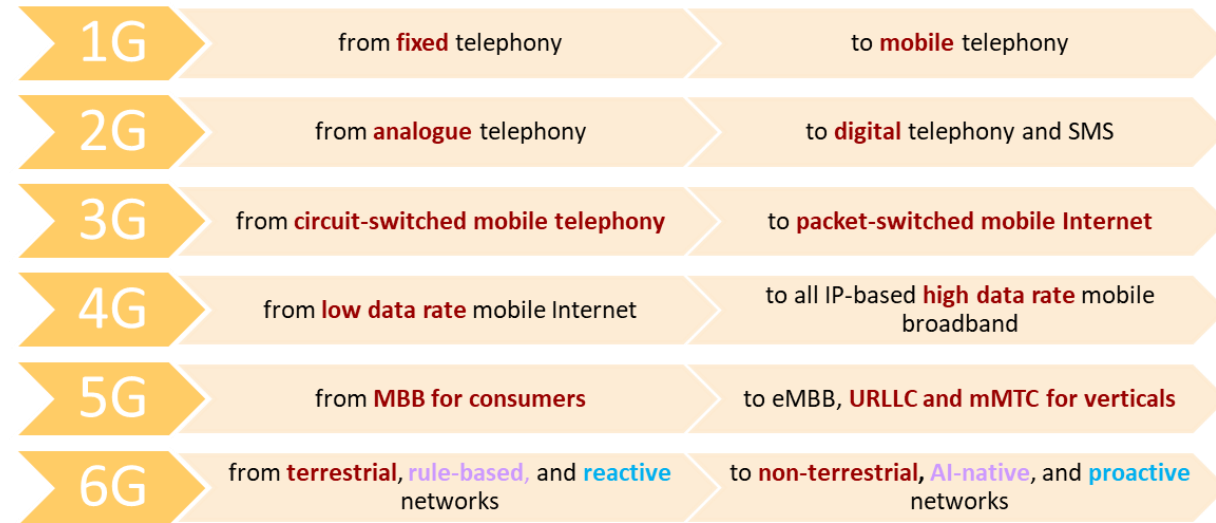 1G
from fixed telephony
to mobile telephony
2G
from analogue telephony
to digital telephony and SMS
3G
from circuit-switched mobile telephony
to packet-switched mobile Internet
4G
from low data rate mobile Internet
to all IP-based high data rate mobile
broadband
5G
from MBB for consumers
to eMBB, URLLC and mMTC for verticals
6G
from terrestrial, rule-based, and reactive
networks
to non-terrestrial, AI-native, and proactive
networks